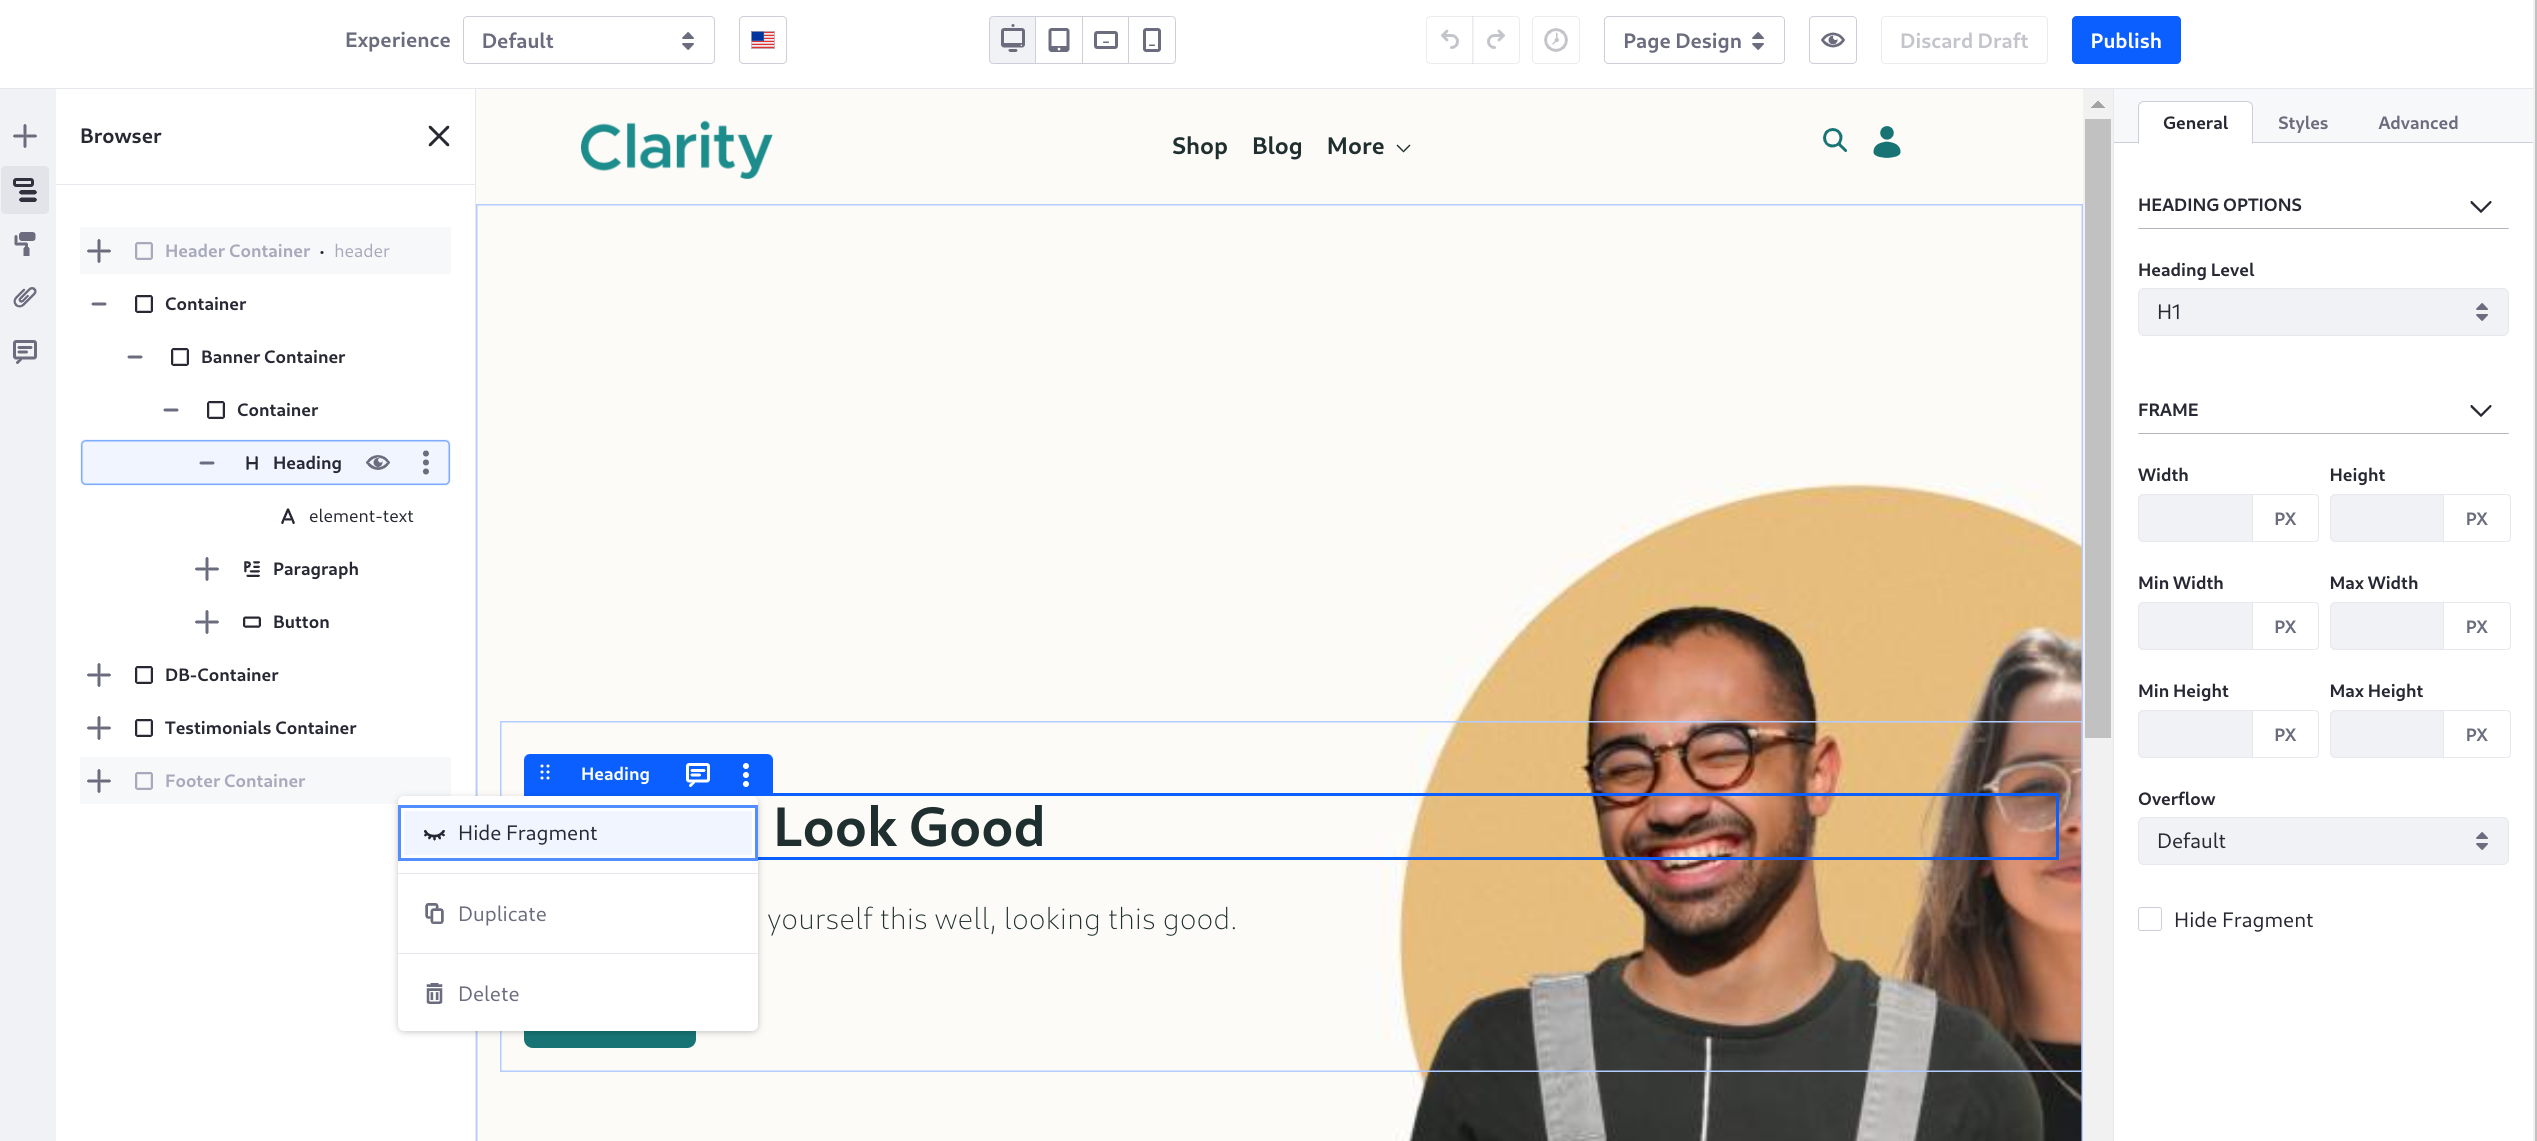 Experience
Default
Page Design
Discard Draft
Publish
Browser
Header Container • header
Container
Banner Container
Container
H Heading
A element-text
Paragraph
Button
DB-Container
Testimonials Container
Footer Container
Clarity
Shop Blog More
Heading
Look Good
yourself this well, looking this good.
Hide Fragment
Duplicate
Delete
General Styles Advanced
HEADING OPTIONS
Heading Level
H1
FRAME
Width Height
PX PX
Min Width Max Width
PX PX
Min Height Max Height
PX PX
Overflow
Default
Hide Fragment